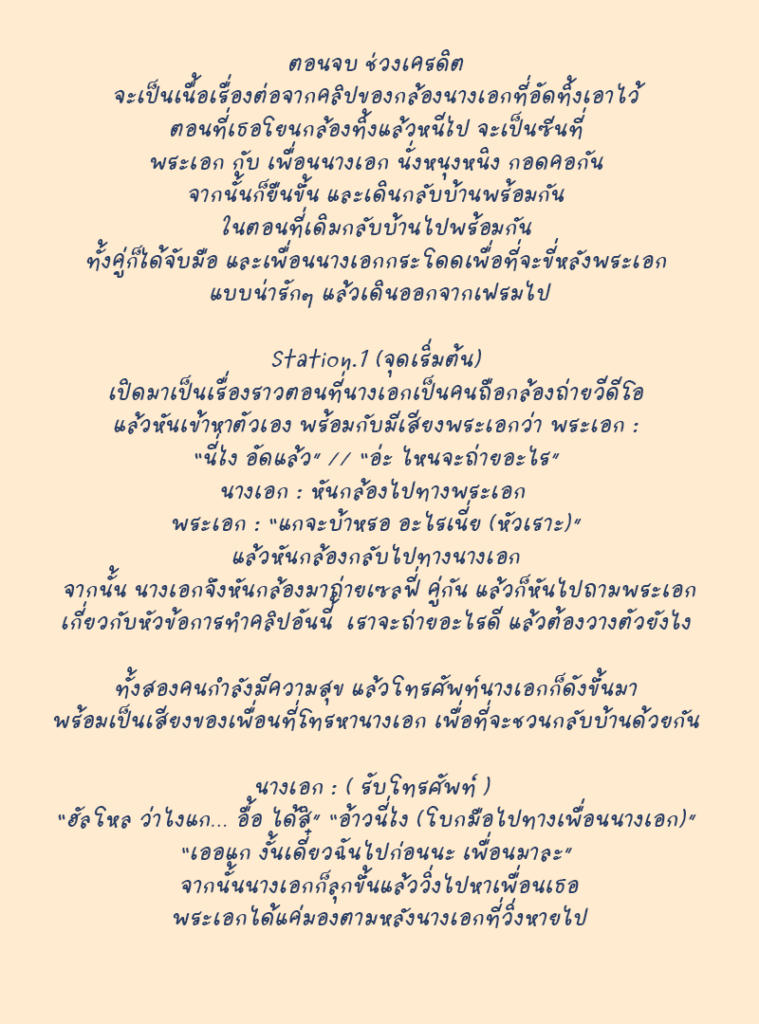 ตอนจบ ช่วงเครดิต
จะเป็นเนื้อเรื่องต่อจากคลิปของกล้องนางเอกที่อัดทิ้งเอาไว้
ตอนที่เธอโยนกล้องทิ้งแล้วหนีไป จะเป็นซีนที่
พระเอก กับ เพื่อนนางเอก นั่งหนุงหนิง กอดคอกัน
จากนั้นก็ยืนขึ้น และเดินกลับบ้านพร้อมกัน
ในตอนที่เดิมกลับบ้านไปพร้อมกัน
ทั้งคู่ก็ได้จับมือ และเพื่อนนางเอกกระโดดเพื่อที่จะขี่หลังพระเอก
แบบน่ารักๆ แล้วเดินออกจากเฟรมไป
Station.1 (จุดเริ่มต้น)
เปิดมาเป็นเรื่องราวตอนที่นางเอกเป็นคนถือกล้องถ่ายวีดีโอ
แล้วหันเข้าหาตัวเอง พร้อมกับมีเสียงพระเอกว่า พระเอก :
"นี่ไง อัดแล้ว" // "อ่ะ ไหนจะถ่ายอะไร"
นางเอก : หันกล้องไปทางพระเอก
พระเอก : "แกจะบ้าหรอ อะไรเนี่ย (หัวเราะ)"
แล้วหันกล้องกลับไปทางนางเอก
จากนั้น นางเอกจึงหันกล้องมาถ่ายเซลฟี่ คู่กัน แล้วก็หันไปถามพระเอก
เกี่ยวกับหัวข้อการทำคลิปอันนี้ เราจะถ่ายอะไรดี แล้วต้องวางตัวยังไง
ทั้งสองคนกำลังมีความสุข แล้วโทรศัพท์นางเอกก็ดังขึ้นมา
พร้อมเป็นเสียงของเพื่อนที่โทรหานางเอก เพื่อที่จะชวนกลับบ้านด้วยกัน
นางเอก : ( รับโทรศัพท์ )
"ฮัลโหล ว่าไงแก... อื้อ ได้สิ๋" "อ้าวนี่ไง (โบกมือไปทางเพื่อนนางเอก)"
"เออแก งั้นเดี๋ยวฉันไปก่อนนะ เพื่อนมาละ"
จากนั้นนางเอกก็ลุกขึ้นแล้ววิ่งไปหาเพื่อนเธอ
พระเอกได้แค่มองตามหลังนางเอกที่วิ่งหายไป